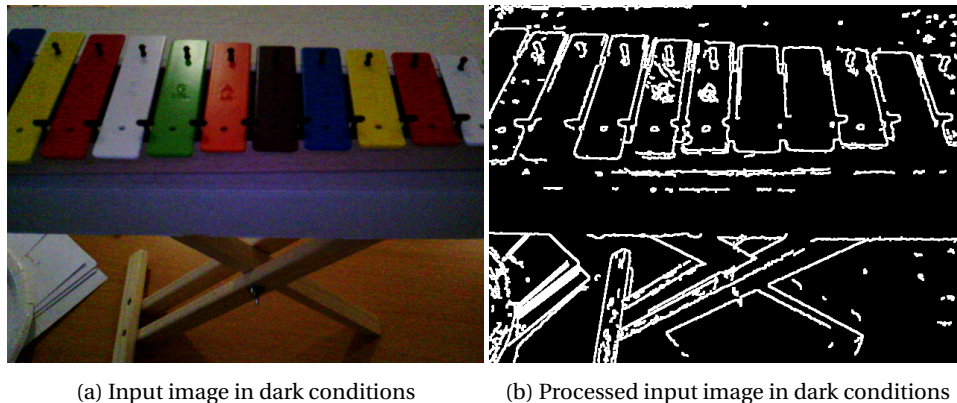 (a) Input image in dark conditions
(b) Processed input image in dark conditions